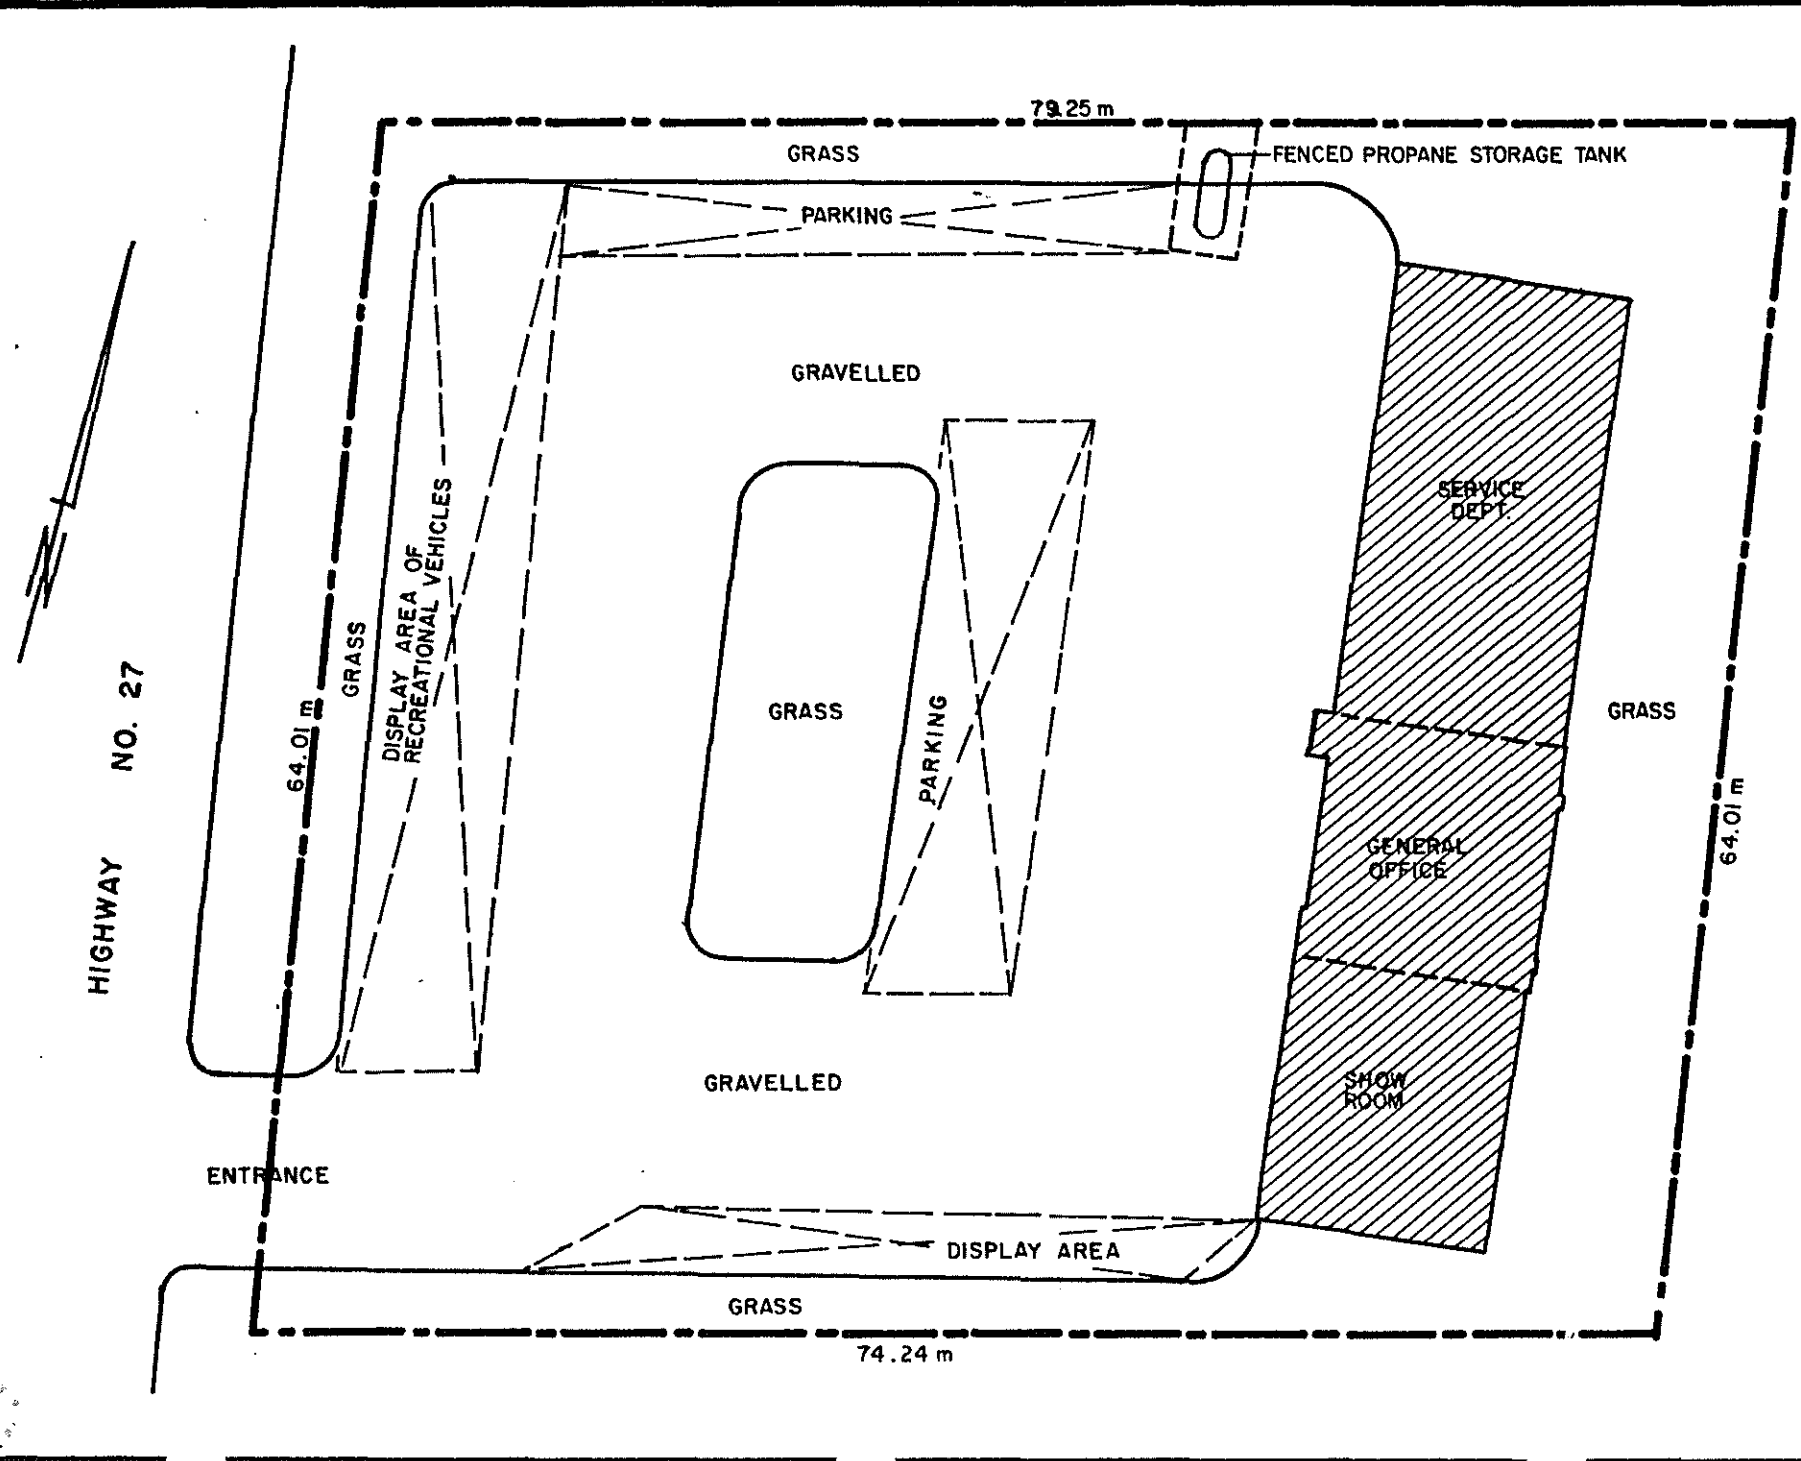 79.25 m
GRASS
FENCED PROPANE STORAGE TANK
PARKING
GRAVELLED
SERVICE
DEPT.
DISPLAY AREA OF
RECREATIONAL VEHICLES
GRASS
64.01 m
HIGHWAY NO. 27
GRASS
PARKING
GRASS
64.01 m
GENERAL
OFFICE
GRAVELLED
SHOW
ROOM
ENTRANCE
DISPLAY AREA
GRASS
74.24 m
N